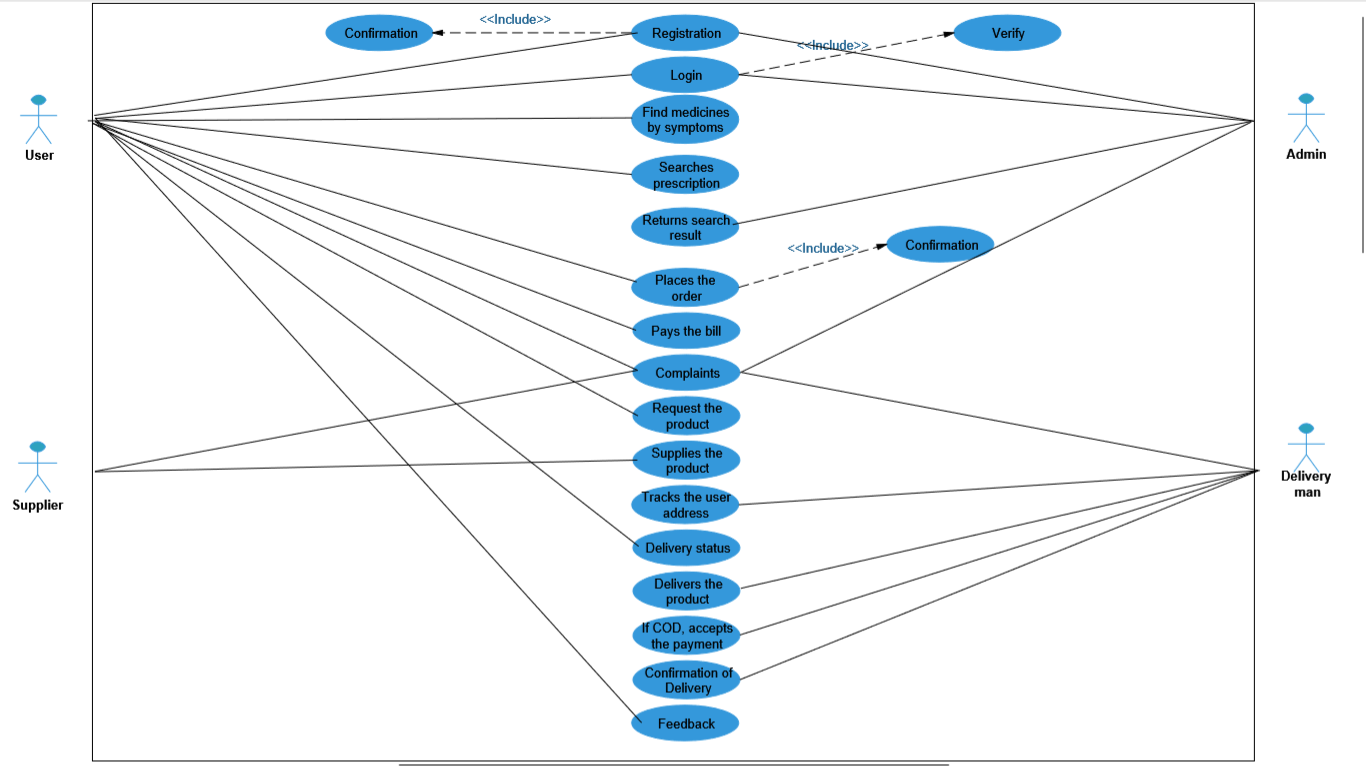 <<Include>>
Confirmation
Registration
Verify
<<Include>>
Login
Find medicines
by symptoms
User
Admin
Searches
prescription
Returns search
result
<<Include>>
Confirmation
Places the
order
Pays the bill
Complaints
Request the
product
Supplies the
product
Supplier
Delivery
man
Tracks the user
address
Delivery status
Delivers the
product
If COD, accepts
the payment
Confirmation of
Delivery
Feedback